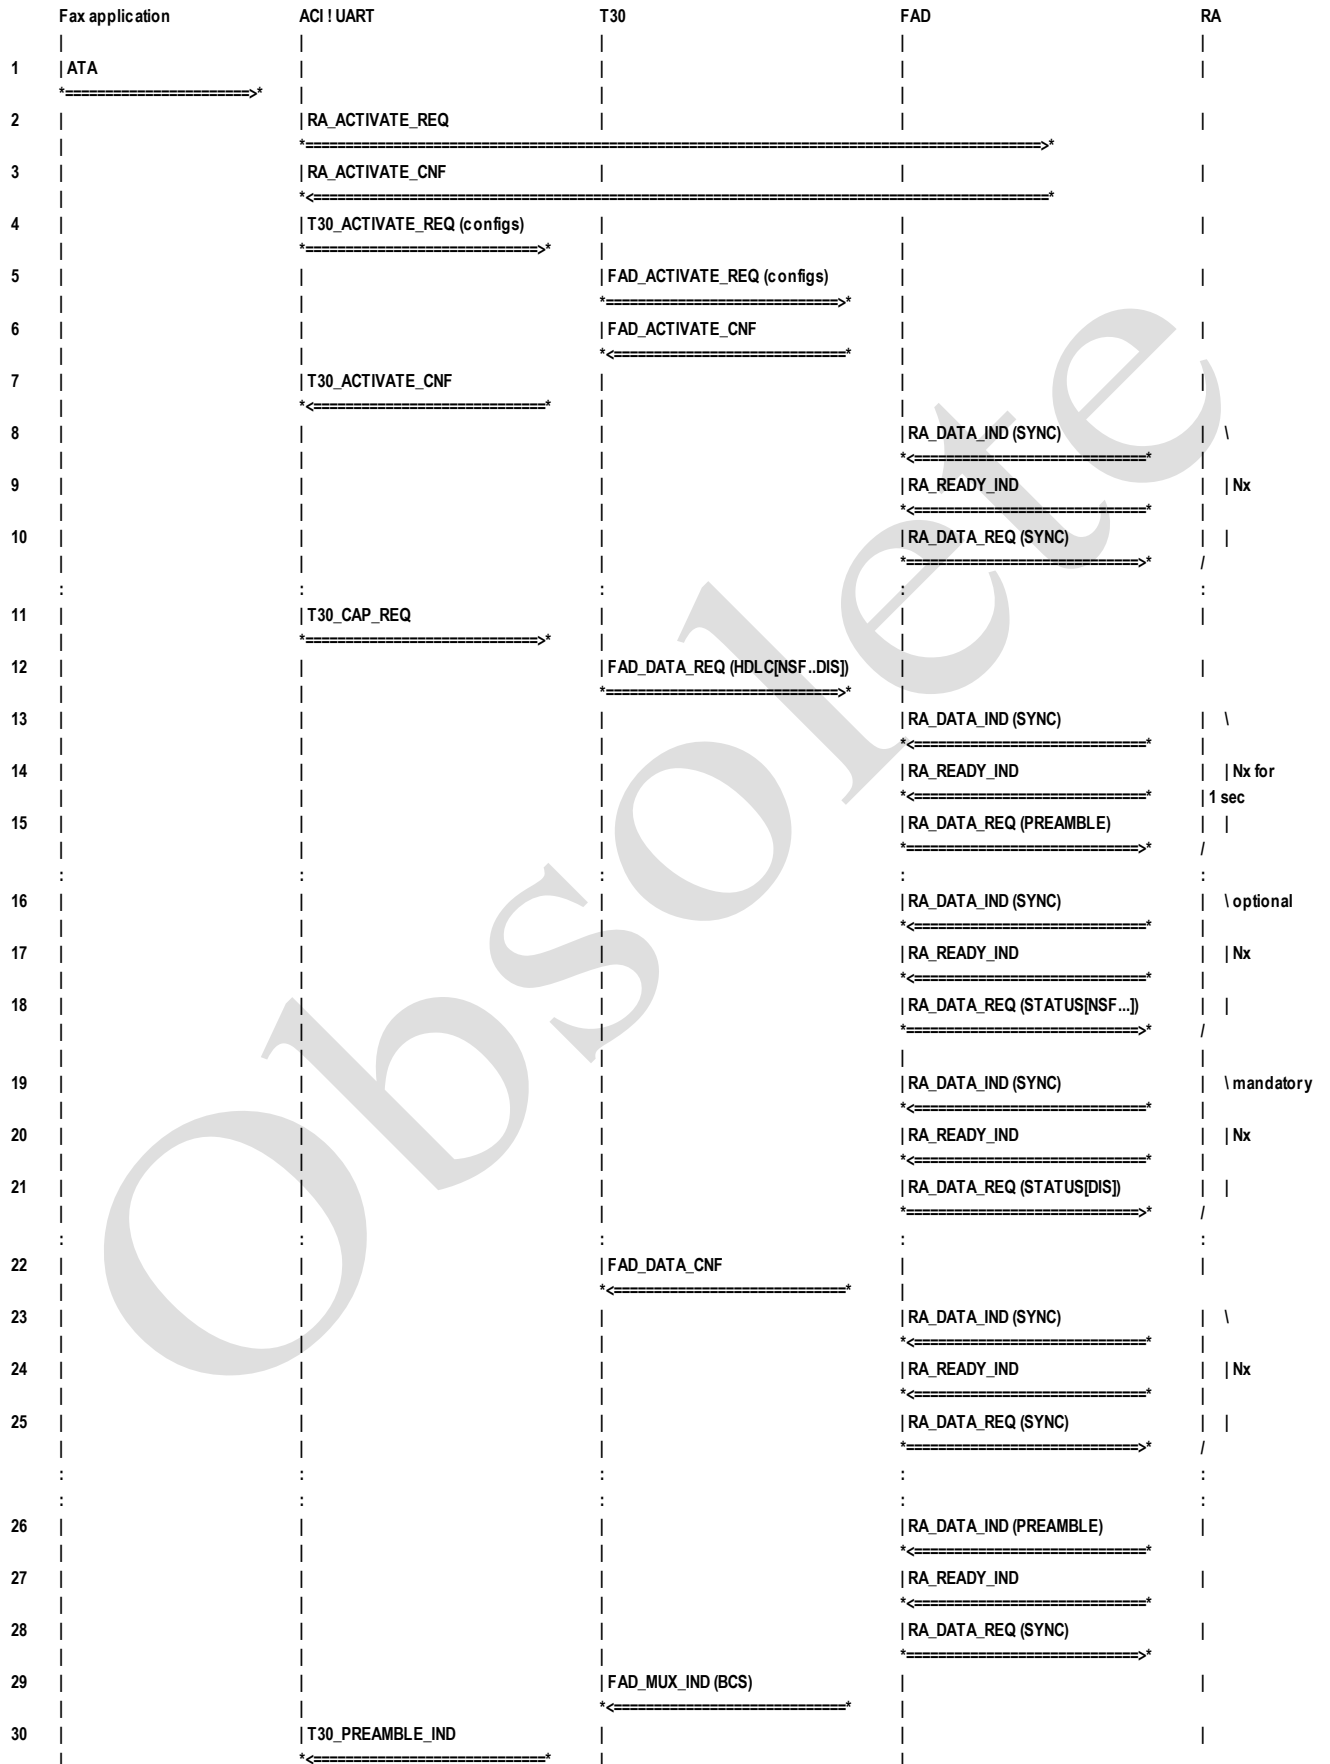 Fax application ACI ! UART T30 FAD RA
| | | | |
1 | ATA | | | |
*=======================>* | | |
2 | | RA_ACTIVATE_REQ | | |
| *============================================================================================>*
3 | | RA_ACTIVATE_CNF | | |
| *<============================================================================================*
4 | | T30_ACTIVATE_REQ (configs) | | |
| *=============================>* | |
5 | | | FAD_ACTIVATE_REQ (configs) | |
| | *=============================>* |
6 | | | FAD_ACTIVATE_CNF | |
| | *<=============================* |
7 | | T30_ACTIVATE_CNF | | |
| *<=============================* | |
8 | | | | RA_DATA_IND (SYNC) | \
| | | *<=============================* |
9 | | | | RA_READY_IND | | Nx
| | | *<=============================* |
10 | | | | RA_DATA_REQ (SYNC) | |
| | | *=============================>* /
: : : : :
11 | | T30_CAP_REQ | | |
| *=============================>* | |
12 | | | FAD_DATA_REQ (HDLC[NSF..DIS]) | |
| | *=============================>* |
13 | | | | RA_DATA_IND (SYNC) | \
| | | *<=============================* |
14 | | | | RA_READY_IND | | Nx for
| | | *<=============================* | 1 sec
15 | | | | RA_DATA_REQ (PREAMBLE) | |
| | | *=============================>* /
: : : : :
16 | | | | RA_DATA_IND (SYNC) | \ optional
| | | *<=============================* |
17 | | | | RA_READY_IND | | Nx
| | | *<=============================* |
18 | | | | RA_DATA_REQ (STATUS[NSF...]) | |
| | | *=============================>* /
| | | | |
19 | | | | RA_DATA_IND (SYNC) | \ mandatory
| | | *<=============================* |
20 | | | | RA_READY_IND | | Nx
| | | *<=============================* |
21 | | | | RA_DATA_REQ (STATUS[DIS]) | |
| | | *=============================>* /
: : : : :
22 | | | FAD_DATA_CNF | |
| | *<=============================* |
23 | | | | RA_DATA_IND (SYNC) | \
| | | *<=============================* |
24 | | | | RA_READY_IND | | Nx
| | | *<=============================* |
25 | | | | RA_DATA_REQ (SYNC) | |
| | | *=============================>* /
: : : : :
: : : : :
26 | | | | RA_DATA_IND (PREAMBLE) |
| | | *<=============================*
27 | | | | RA_READY_IND |
| | | *<=============================*
28 | | | | RA_DATA_REQ (SYNC) |
| | | *=============================>*
29 | | | FAD_MUX_IND (BCS) | |
| | *<=============================* |
30 | | T30_PREAMBLE_IND | | |
| *<=============================* | |
Obsolete